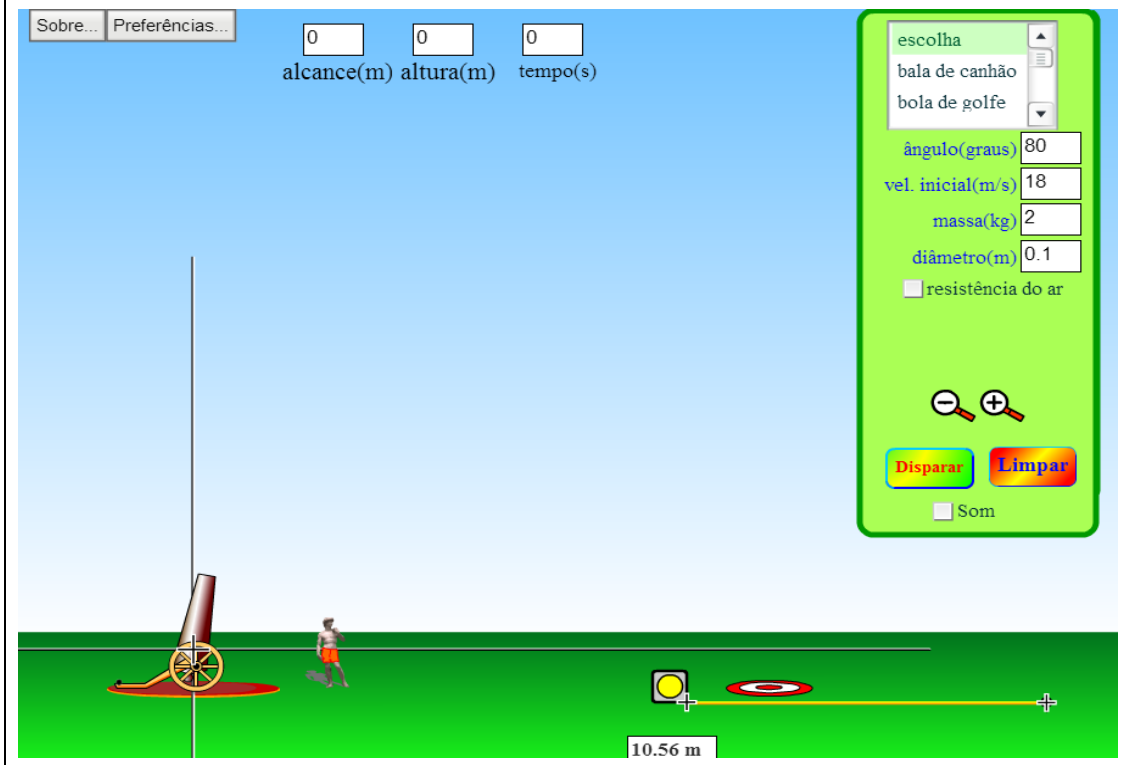 Sobre... Preferências...
0 0 0
alcance(m) altura(m) tempo(s)
escolha
bala de canhão
bola de golfe
ângulo(graus) 80
vel. inicial(m/s) 18
massa(kg) 2
diâmetro(m) 0.1
resistência do ar
Disparar Limpar
Som
10.56 m